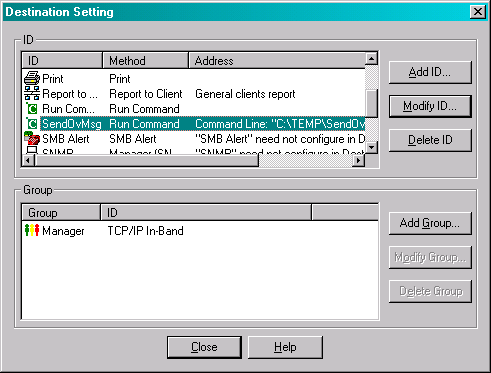 Destination Setting
ID
ID Method Address
Print Print
Report to ... Report to Client General clients report
Run Com... Run Command
SendOvMsg Run Command Command Line: "C:\TEMP\SendOv
SMB Alert SMB Alert "SMB Alert" need not configure in D
SNMP Manager (SN... "SNMP" need not configure in Dest
Add ID...
Modify ID...
Delete ID
Group
Group ID
Manager TCP/IP In-Band
Add Group...
Modify Group...
Delete Group
Close Help